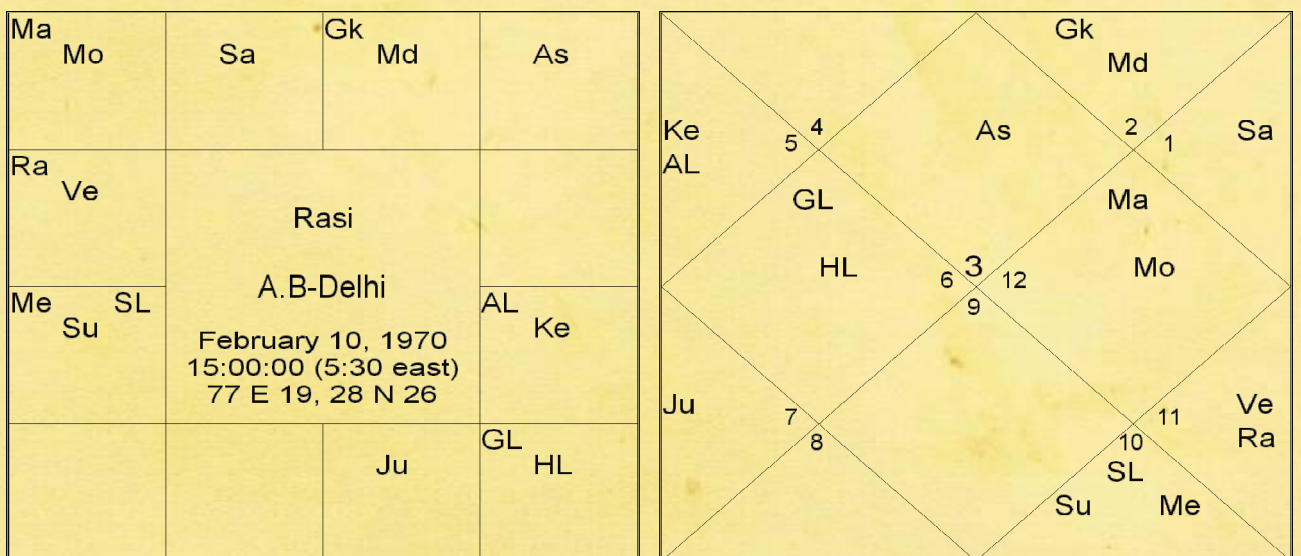 Ma
Mo
Sa
Gk
Md
As
Ra
Ve
Rasi
A.B-Delhi
February 10, 1970
15:00:00 (5:30 east)
77 E 19, 28 N 26
Me SL
Su
AL
Ke
Ju
GL
HL
Gk
Md
Ke
AL
5 4
As
2 1
Sa
GL
Ma
HL
Mo
6 3 12
9
Ju
7
8
11
10
Ve
Ra
SL
Su Me